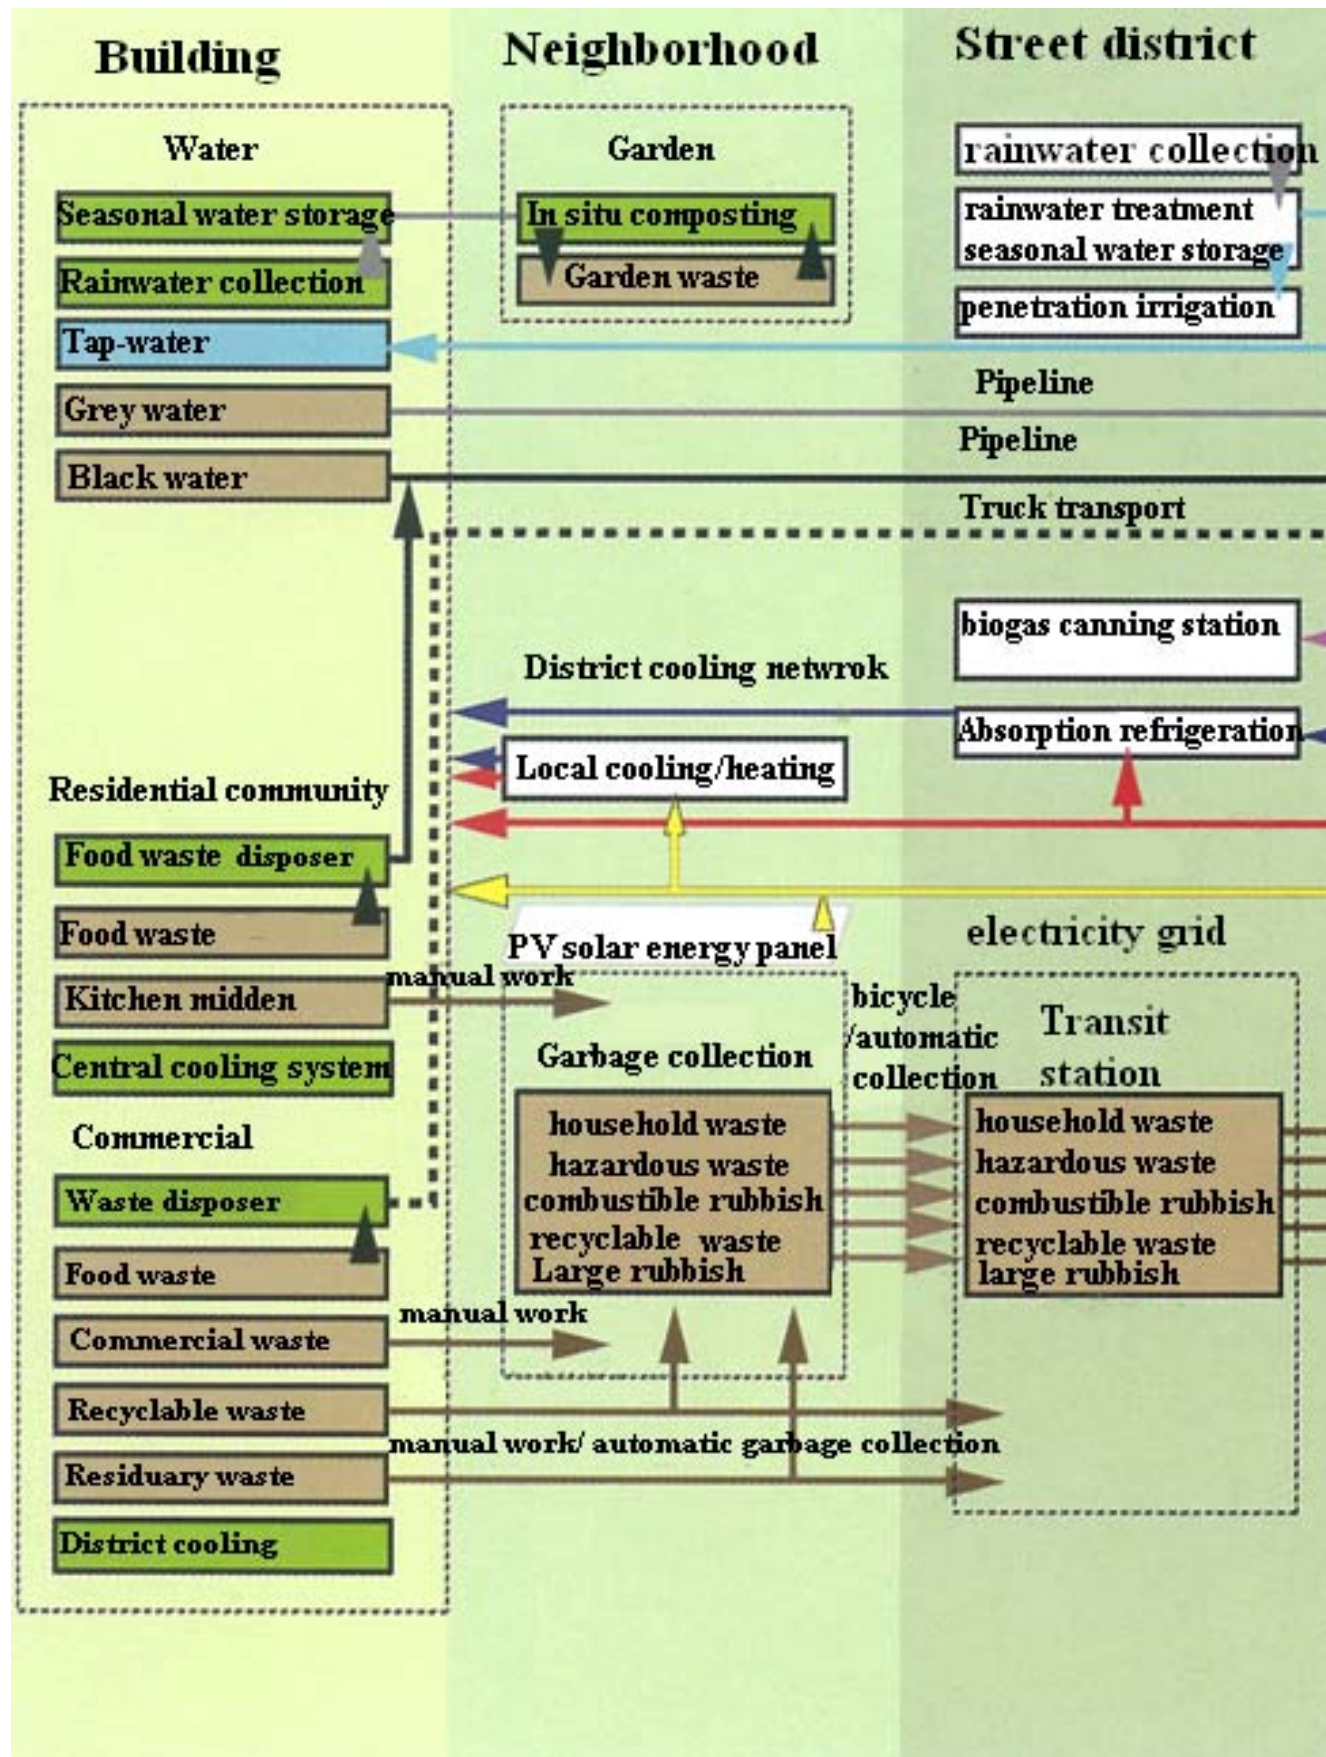 Building
Water
Seasonal water storage
Rainwater collection
Tap-water
Grey water
Black water
Residential community
Food waste disposer
Food waste
Kitchen midden
Central cooling system
Commercial
Waste disposer
Food waste
Commercial waste
Recyclable waste
Residuary waste
District cooling
Neighborhood
Garden
In situ composting
Garden waste
District cooling netwrok
Local cooling/heating
PV solar energy panel
manual work
Garbage collection
household waste
hazardous waste
combustible rubbish
recyclable waste
Large rubbish
manual work
manual work/ automatic garbage collection
bicycle
/automatic
collection
Street district
rainwater collection
rainwater treatment
seasonal water storage
penetration irrigation
Pipeline
Pipeline
Truck transport
biogas canning station
Absorption refrigeration
electricity grid
Transit
station
household waste
hazardous waste
combustible rubbish
recyclable waste
large rubbish